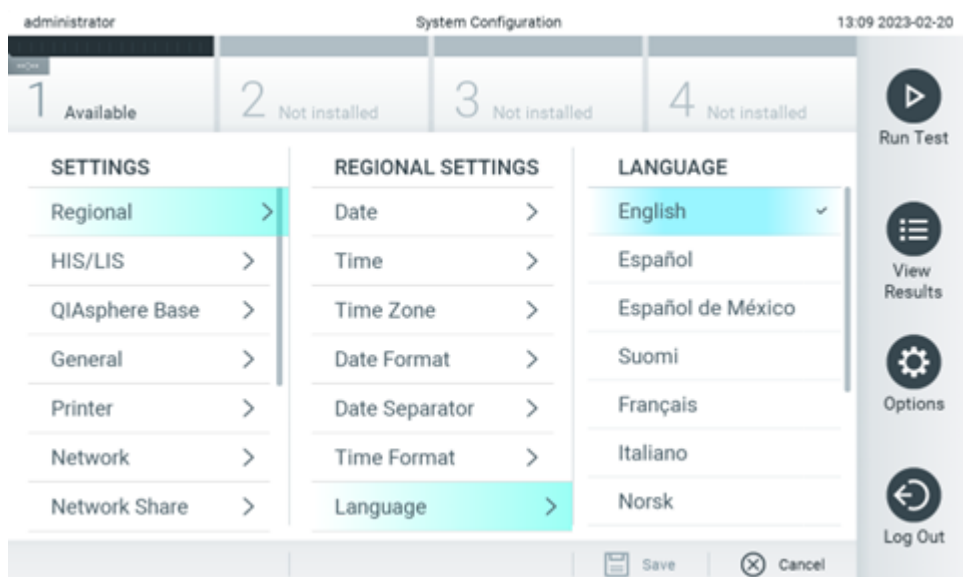 administrator
System Configuration
13:09 2023-02-20
--:--
1 Available
2 Not installed
3 Not installed
4 Not installed
SETTINGS
Regional
HIS/LIS
QIAsphere Base
General
Printer
Network
Network Share
REGIONAL SETTINGS
Date
Time
Time Zone
Date Format
Date Separator
Time Format
Language
LANGUAGE
English
Español
Español de México
Suomi
Français
Italiano
Norsk
Run Test
View
Results
Options
Log Out
Save
Cancel